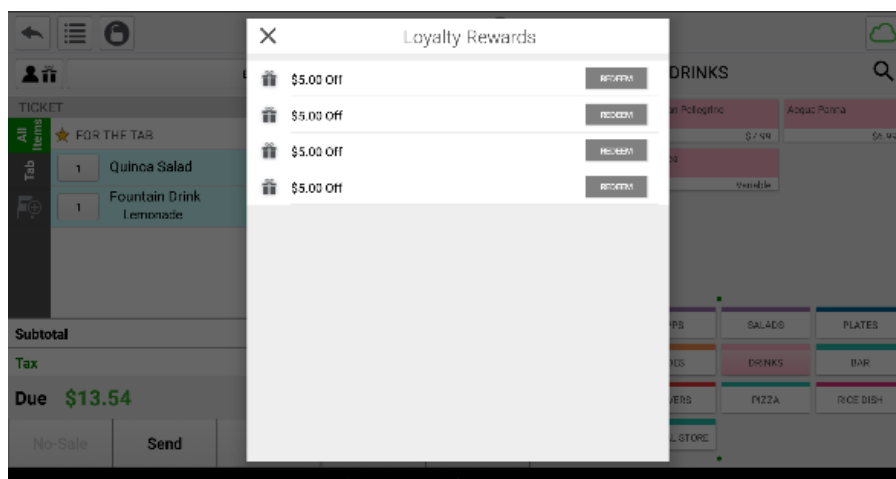 Loyalty Rewards
$5.00 Off REDEEM
$5.00 Off REDEEM
$5.00 Off REDEEM
$5.00 Off REDEEM
TICKET
All Items
Tab
FOR THE TAB
1 Quinoa Salad
1 Fountain Drink
Lemonade
Subtotal
Tax
Due $13.54
No-Sale Send
DRINKS
Pellegrino Acqua Panna
$7.99
Variable
SALADS PLATES
DRINKS BAR
PIZZA RICE DISH
STORE